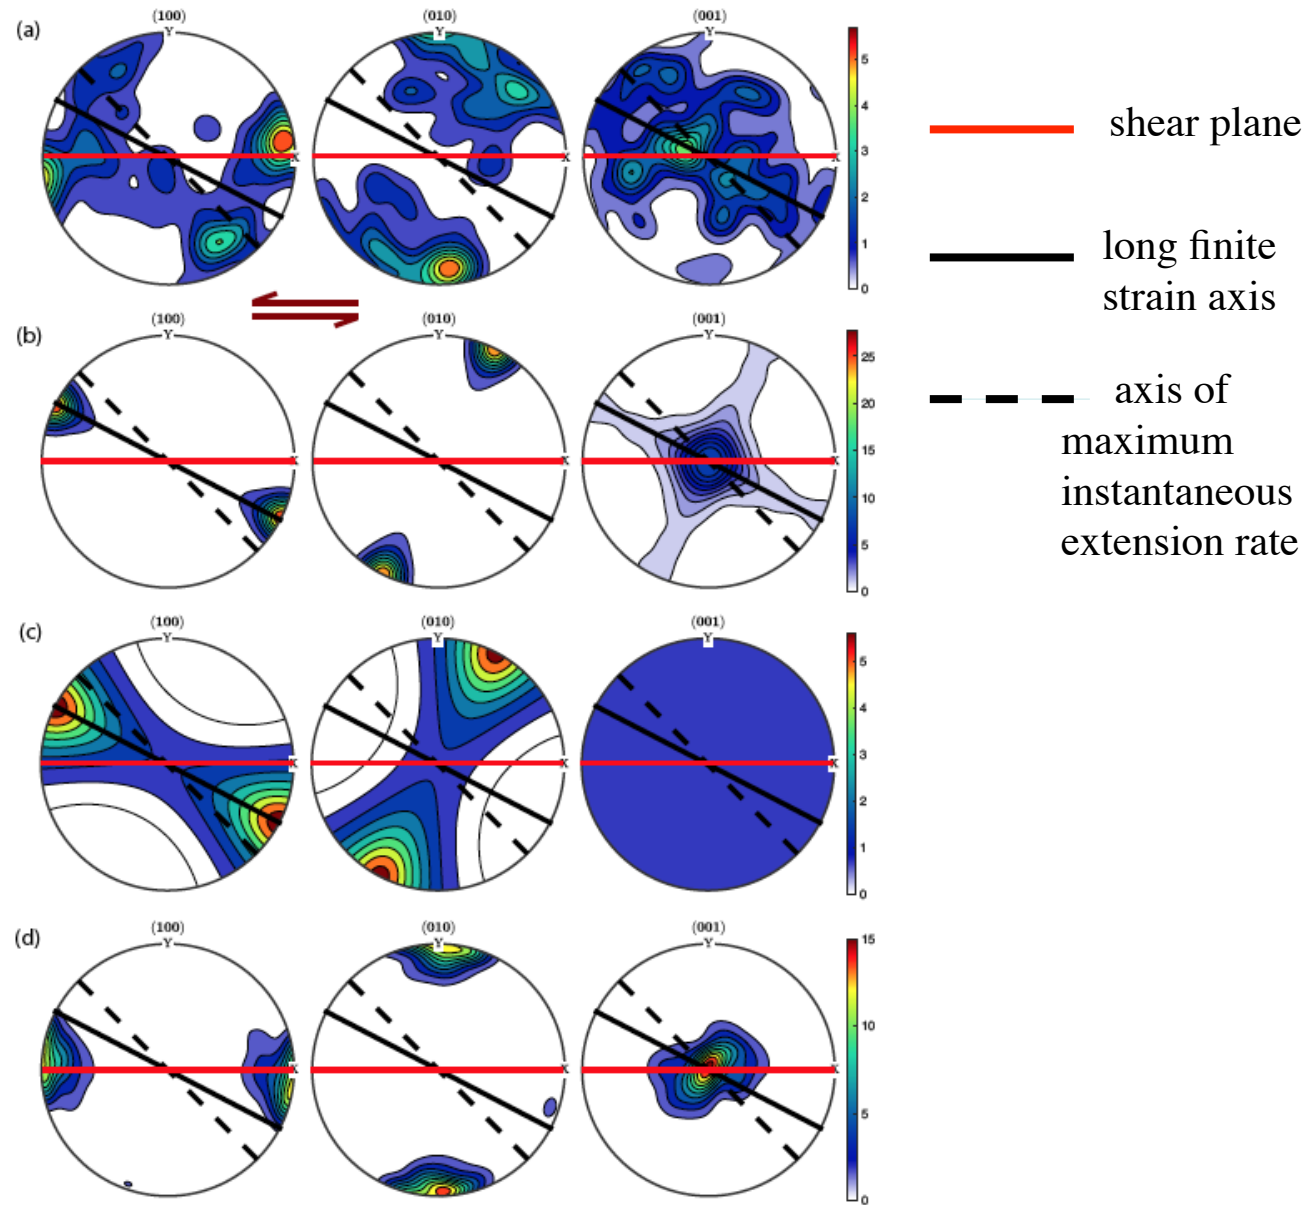 (a)
(100)
(010)
(001)
Y
Y
Y
X
X
X
5
4
3
2
1
0
shear plane
long finite
strain axis
axis of
maximum
instantaneous
extension rate
(b)
(100)
(010)
(001)
Y
Y
Y
X
X
X
25
20
15
10
5
0
(c)
(100)
(010)
(001)
Y
Y
Y
X
X
X
5
4
3
2
1
0
(d)
(100)
(010)
(001)
Y
Y
Y
X
X
X
15
10
5
0